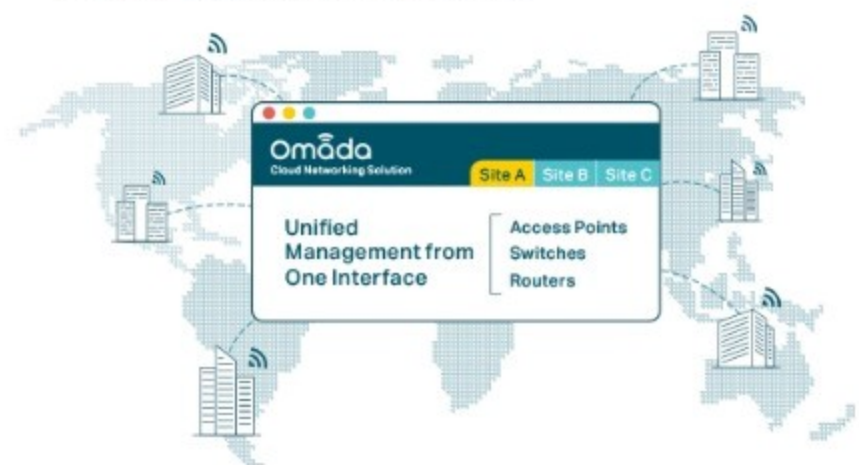 Omada
Cloud Networking Solution
Site A
Site B
Site C
Unified
Management from
One Interface
Access Points
Switches
Routers